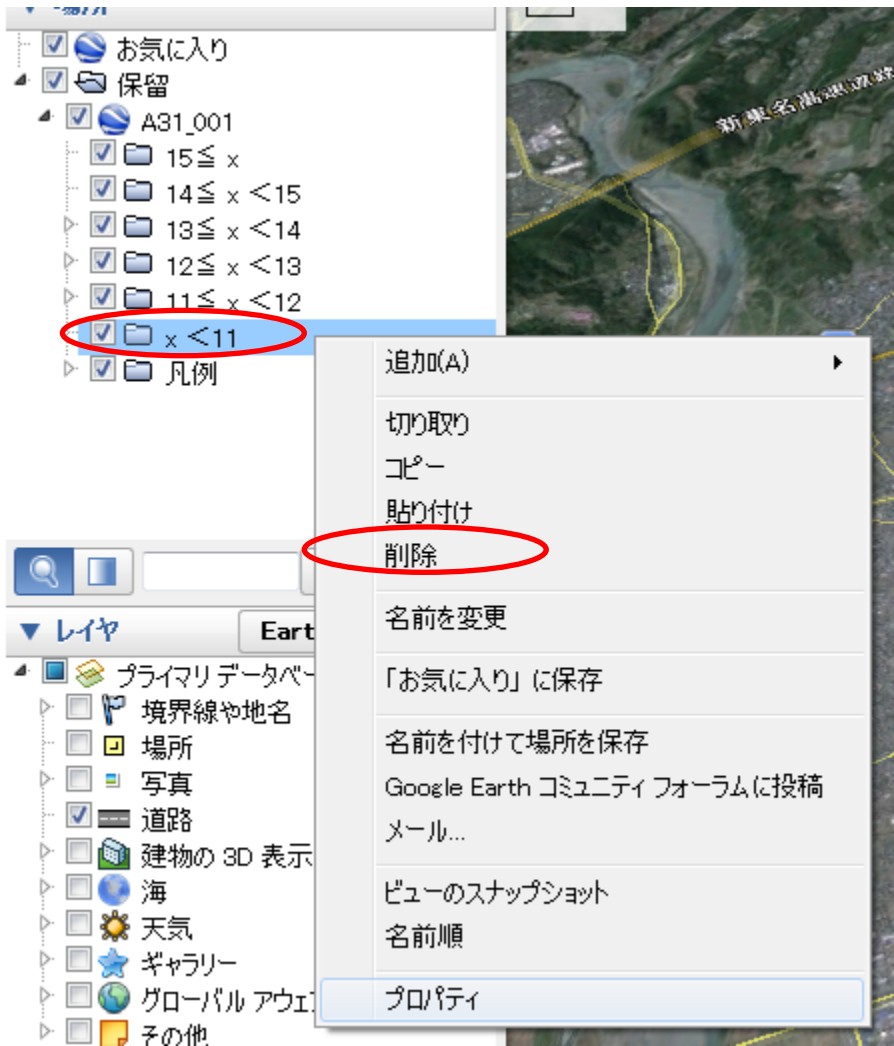 お気に入り
保留
A31_001
15≦ x
14≦ x <15
13≦ x <14
12≦ x <13
11≦ x <12
x <11
凡例
追加(A)
切り取り
コピー
貼り付け
削除
名前を変更
「お気に入り」に保存
名前を付けて場所を保存
Google Earth コミュニティ フォーラムに投稿
メール...
ビューのスナップショット
名前順
プロパティ
レイヤ
Eart
プライマリ データベー
境界線や地名
場所
写真
道路
建物の 3D 表示
海
天気
ギャラリー
グローバル アウェ
その他
新東名高速道路